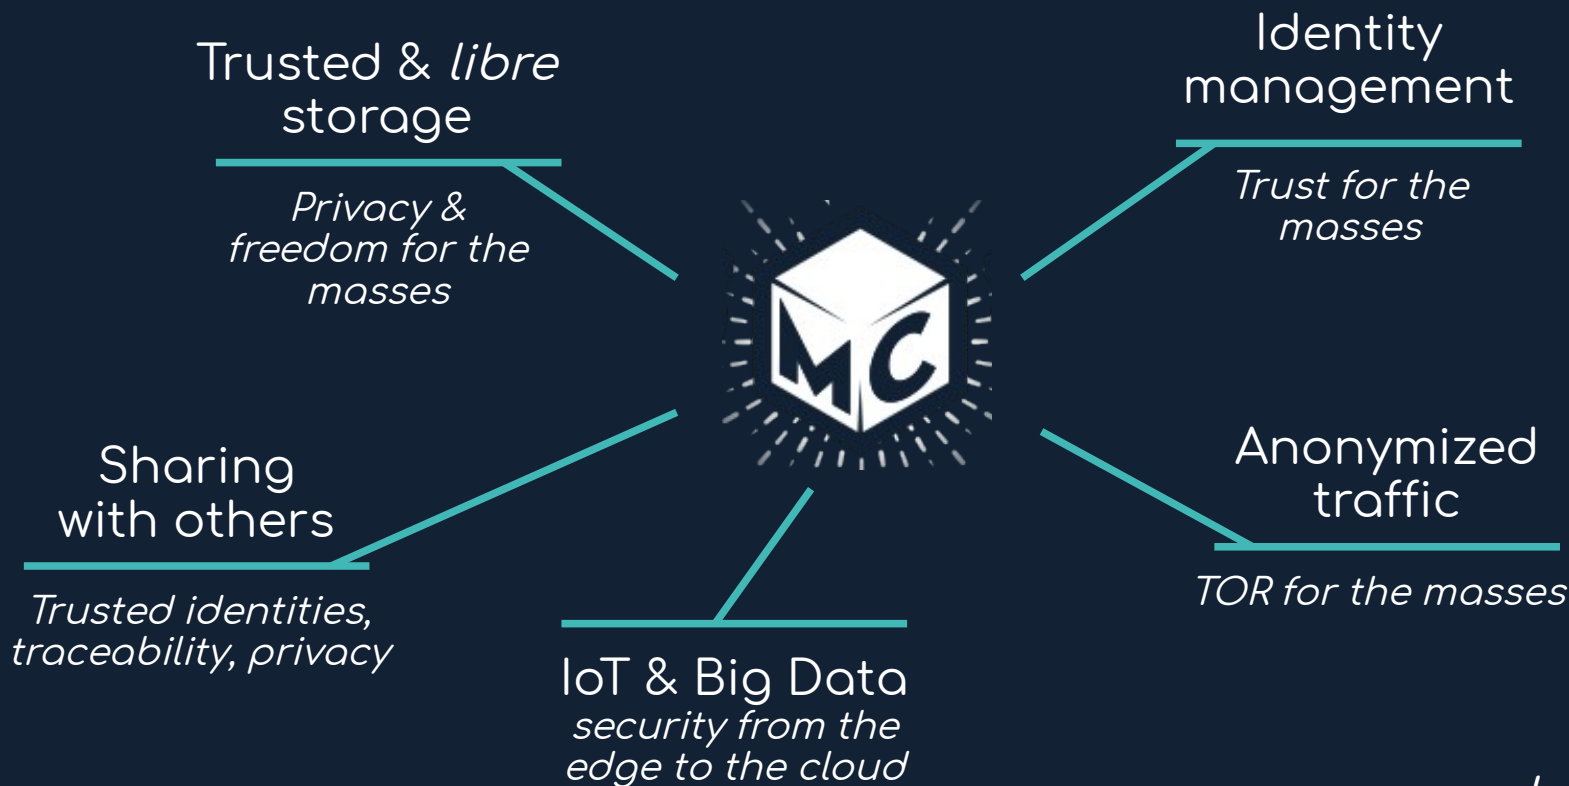 Trusted & libre
storage
Privacy &
freedom for the
masses
Identity
management
Trust for the
masses
MC
Sharing
with others
Trusted identities,
traceability, privacy
Anonymized
traffic
TOR for the masses
IoT & Big Data
security from the
edge to the cloud